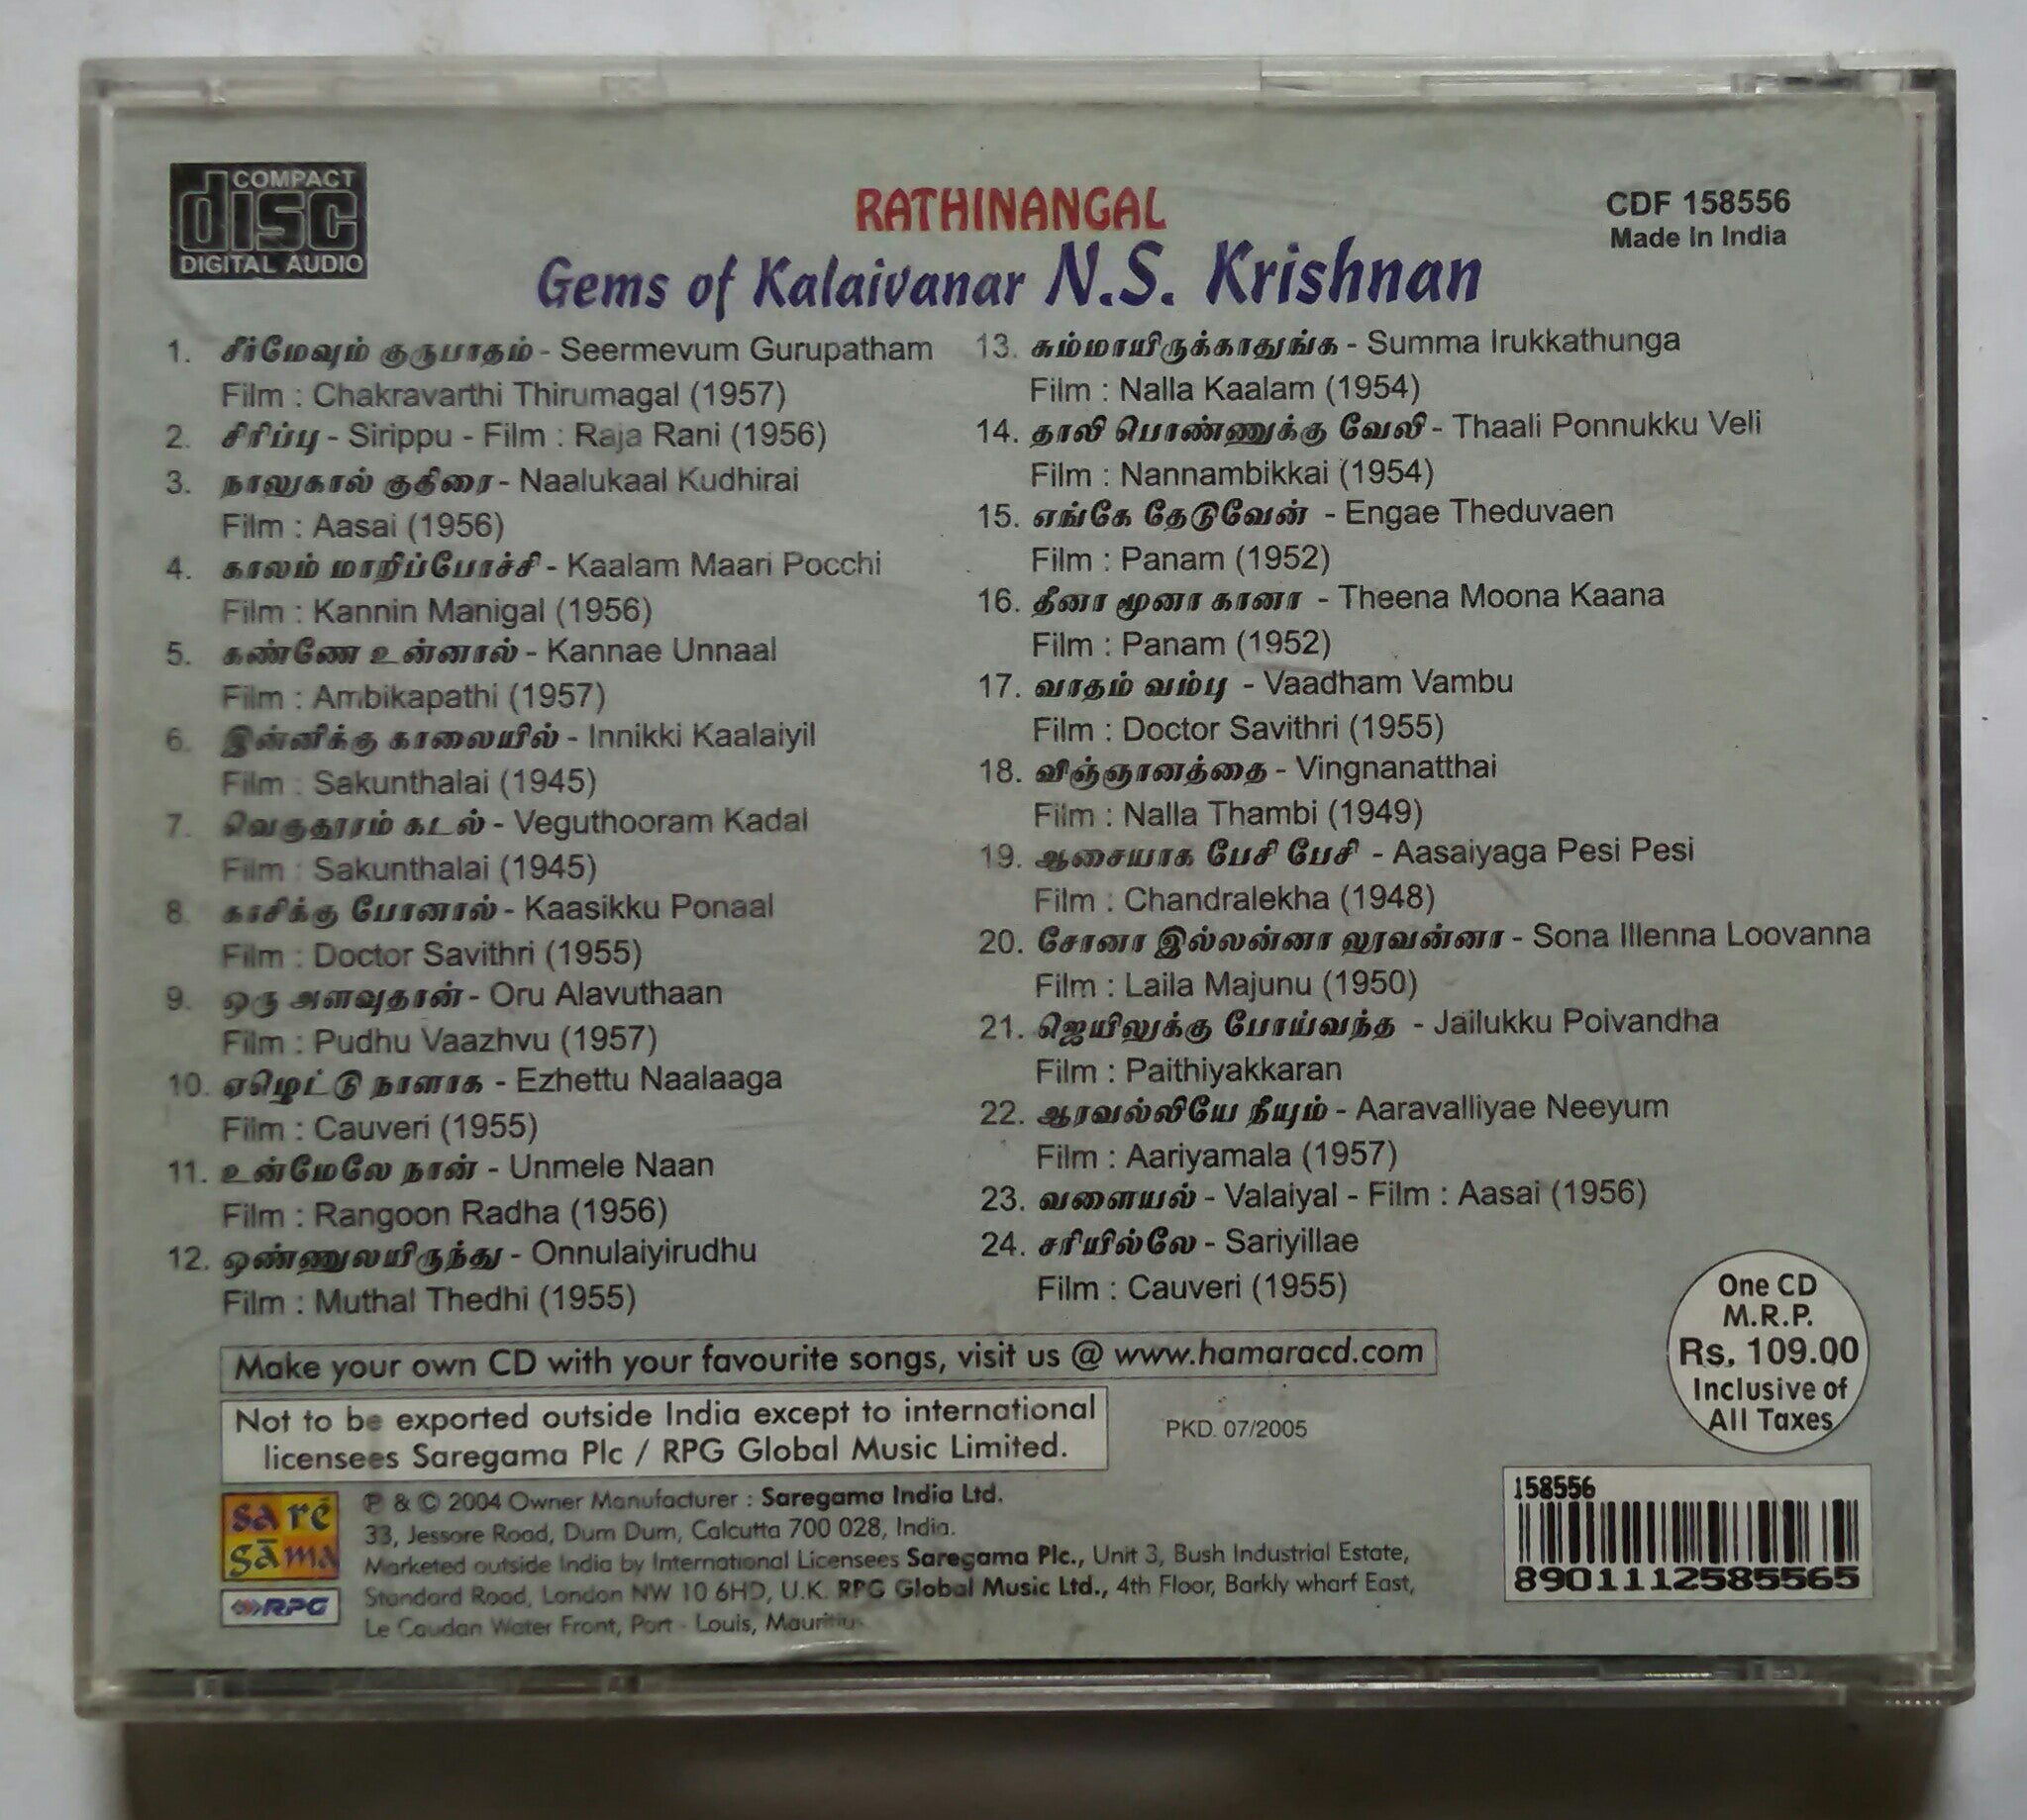 COMPACT
disc
DIGITAL AUDIO
RATHINANGAL
Gems of Kalaivanar N.S. Krishnan
CDF 158556
Made In India
1. சீர்மேவும் குருபாதம் - Seermevum Gurupatham
Film : Chakravarthi Thirumagal (1957)
2. சிரிப்பு - Sirippu - Film : Raja Rani (1956)
3. நாலுகால் குதிரை - Naalukaal Kudhirai
Film : Aasai (1956)
4. காலம் மாறிப்போச்சி - Kaalam Maari Pocchi
Film : Kannin Manigal (1956)
5. கண்ணே உன்னால் - Kannae Unnaal
Film : Ambikapathi (1957)
6. இன்னிக்கு காலையில் - Innikki Kaalaiyil
Film : Sakunthalai (1945)
7. வெகுதூரம் கடல் - Veguthooram Kadal
Film : Sakunthalai (1945)
8. காசிக்கு போனால் - Kaasikku Ponaal
Film : Doctor Savithri (1955)
9. ஒரு அளவுதான் - Oru Alavuthaan
Film : Pudhu Vaazhvu (1957)
10. ஏழெட்டு நாளாக - Ezhettu Naalaaga
Film : Cauveri (1955)
11. உன்மேலே நான் - Unmele Naan
Film : Rangoon Radha (1956)
12. ஒண்ணுலயிருந்து - Onnulaiyirudhu
Film : Muthal Thedhi (1955)
13. சும்மாயிருக்காதுங்க - Summa Irukkathunga
Film : Nalla Kaalam (1954)
14. தாலி பொண்ணுக்கு வேலி - Thaali Ponnukku Veli
Film : Nannambikkai (1954)
15. எங்கே தேடுவேன் - Engae Theduvaen
Film : Panam (1952)
16. தீனா மூனா கானா - Theena Moona Kaana
Film : Panam (1952)
17. வாதம் வம்பு - Vaadham Vambu
Film : Doctor Savithri (1955)
18. விஞ்ஞானத்தை - Vingnanatthai
Film : Nalla Thambi (1949)
19. ஆசையாக பேசி பேசி - Aasaiyaga Pesi Pesi
Film : Chandralekha (1948)
20. சோனா இல்லன்னா லூவன்னா - Sona Illenna Loovanna
Film : Laila Majunu (1950)
21. ஜெயிலுக்கு போய்வந்த - Jailukku Poivandha
Film : Paithiyakkaran
22. ஆரவல்லியே நீயும் - Aaravalliyae Neeyum
Film : Aariyamala (1957)
23. வளையல் - Valaiyal - Film : Aasai (1956)
24. சரியில்லே - Sariyillae
Film : Cauveri (1955)
One CD
M.R.P.
Rs. 109.00
Inclusive of
All Taxes
Make your own CD with your favourite songs, visit us @ www.hamaracd.com
Not to be exported outside India except to international
licensees Saregama Plc / RPG Global Music Limited.
PKD. 07/2005
sa rē
gā ma
RPG
℗ & © 2004 Owner Manufacturer : Saregama India Ltd.
33, Jessore Road, Dum Dum, Calcutta 700 028, India.
Marketed outside India by International Licensees Saregama Plc., Unit 3, Bush Industrial Estate,
Standard Road, London NW 10 6HD, U.K. RPG Global Music Ltd., 4th Floor, Barkly wharf East,
Le Caudan Water Front, Port - Louis, Mauritius.
158556
8901112585565